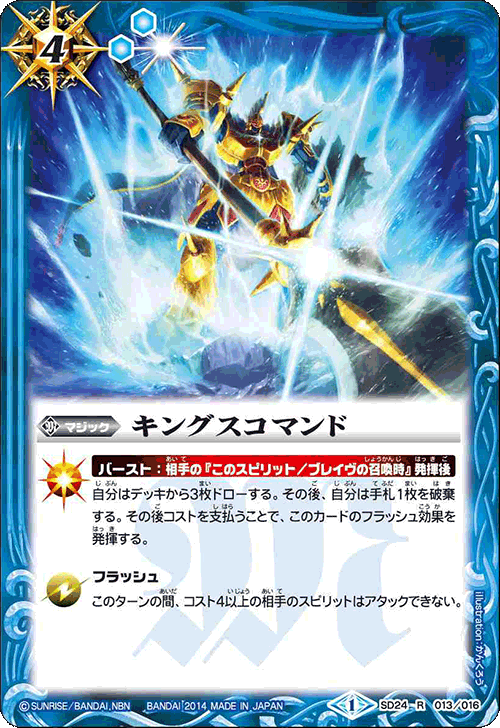 4
マジック
キングスコマンド
バースト：相手の『このスピリット／ブレイヴの召喚時』発揮後
自分はデッキから3枚ドローする。その後、自分は手札1枚を破棄
する。その後コストを支払うことで、このカードのフラッシュ効果を
発揮する。
フラッシュ
このターンの間、コスト4以上の相手のスピリットはアタックできない。
illustration:かんくろう
©SUNRISE/BANDAI,NBN BANDAI 2014 MADE IN JAPAN 1 SD24 R 013/016